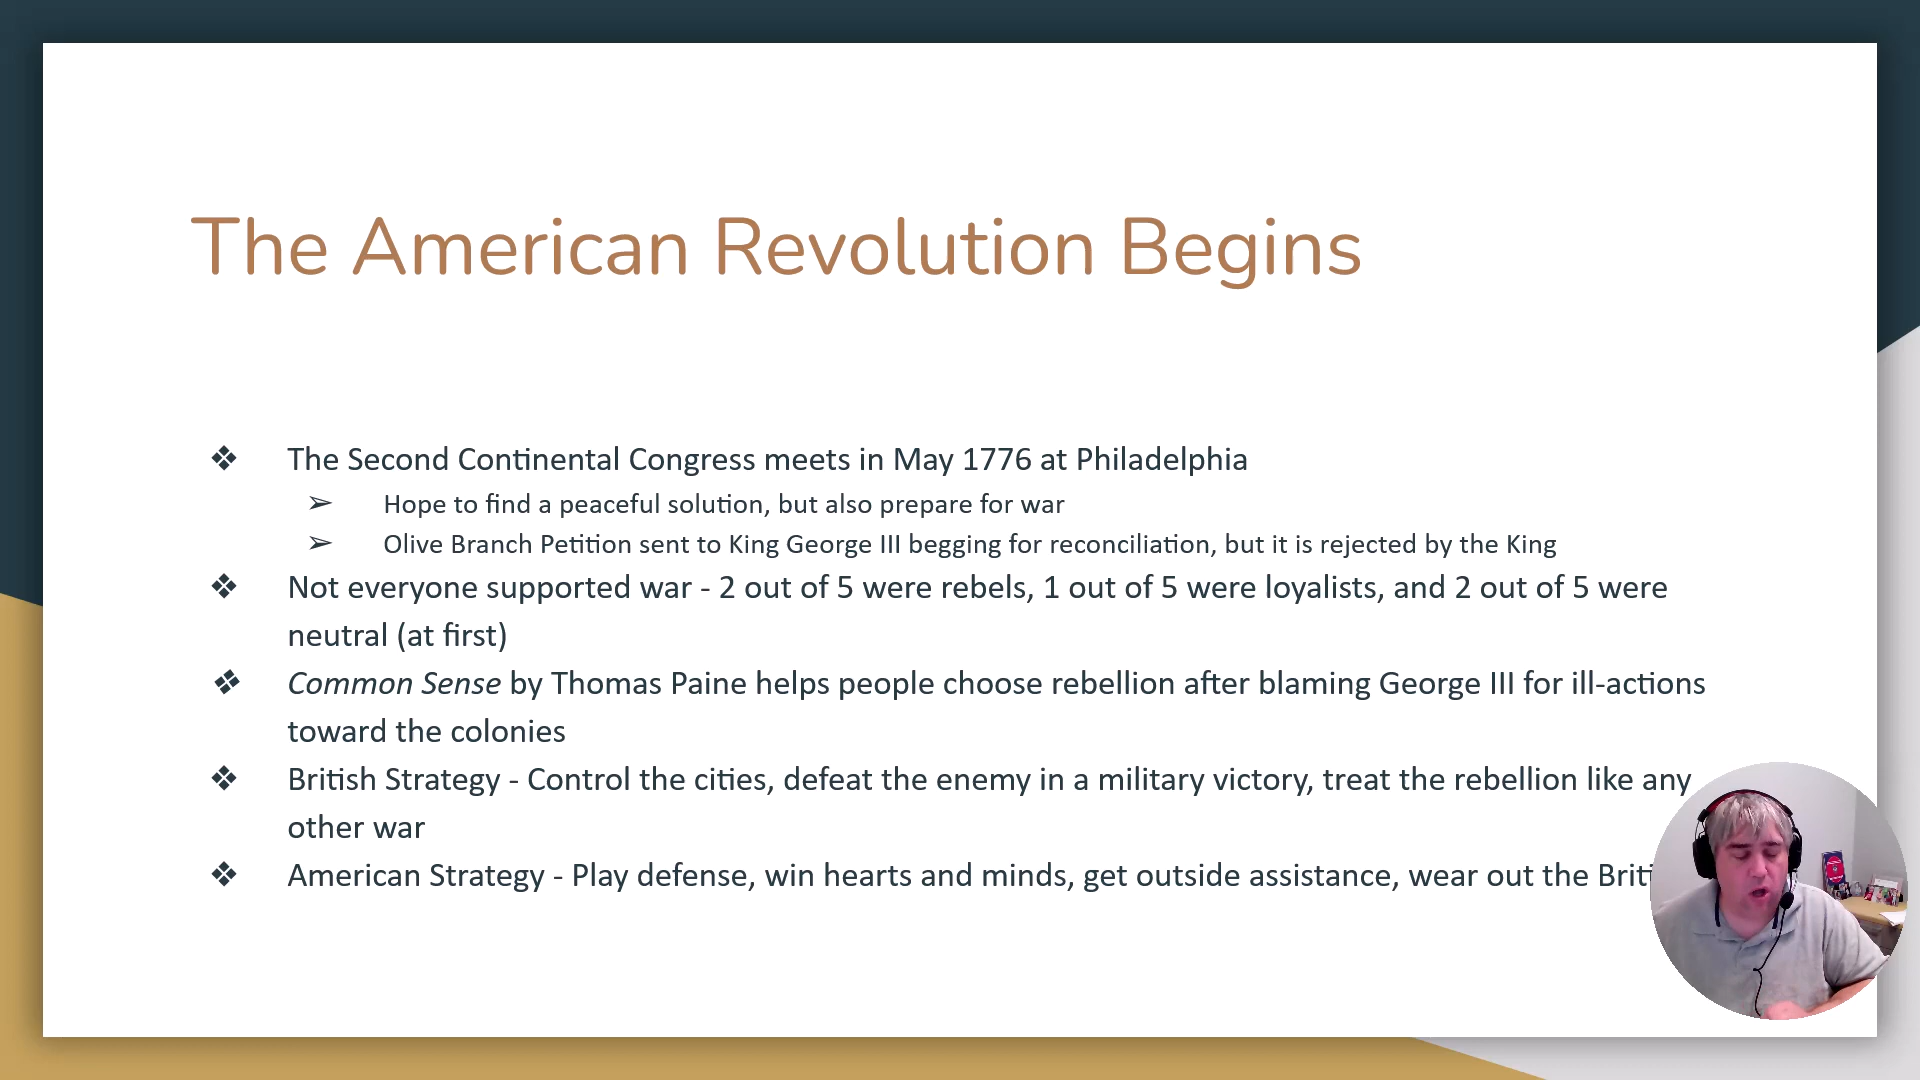 The American Revolution Begins
❖ The Second Continental Congress meets in May 1776 at Philadelphia
➢ Hope to find a peaceful solution, but also prepare for war
➢ Olive Branch Petition sent to King George III begging for reconciliation, but it is rejected by the King
❖ Not everyone supported war - 2 out of 5 were rebels, 1 out of 5 were loyalists, and 2 out of 5 were
neutral (at first)
❖ Common Sense by Thomas Paine helps people choose rebellion after blaming George III for ill-actions
toward the colonies
❖ British Strategy - Control the cities, defeat the enemy in a military victory, treat the rebellion like any
other war
❖ American Strategy - Play defense, win hearts and minds, get outside assistance, wear out the